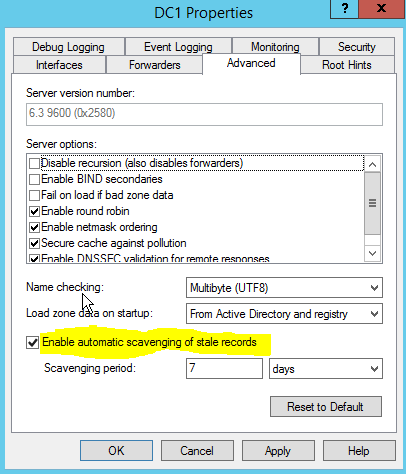 DC1 Properties
?
Debug Logging Event Logging Monitoring Security
Interfaces Forwarders Advanced Root Hints
Server version number:
6.3 9600 (0x2580)
Server options:
Disable recursion (also disables forwarders)
Enable BIND secondaries
Fail on load if bad zone data
Enable round robin
Enable netmask ordering
Secure cache against pollution
Enable DNSSEC validation for remote responses
Name checking: Multibyte (UTF8)
Load zone data on startup: From Active Directory and registry
Enable automatic scavenging of stale records
Scavenging period: 7 days
Reset to Default
OK Cancel Apply Help